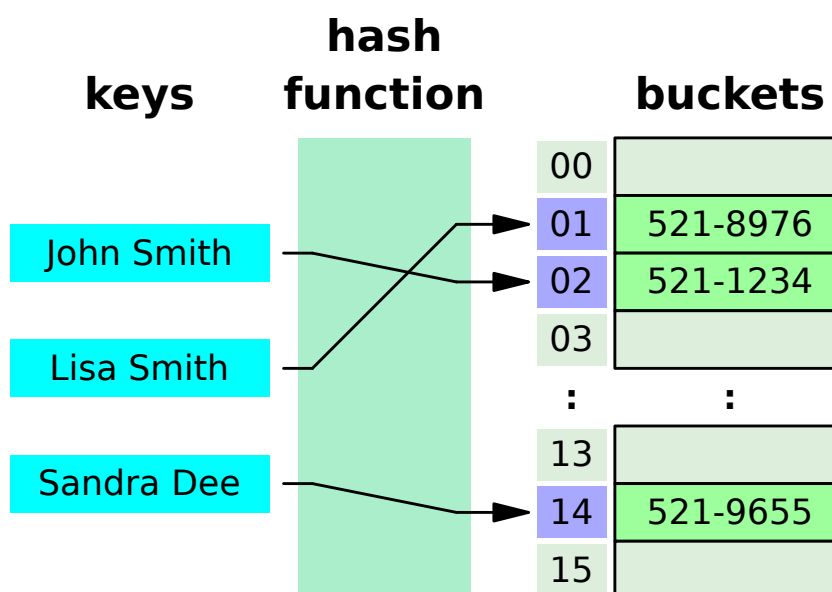 hash
keys
function
buckets
00
01
521-8976
John Smith
02
521-1234
03
Lisa Smith
:
:
13
Sandra Dee
14
521-9655
15